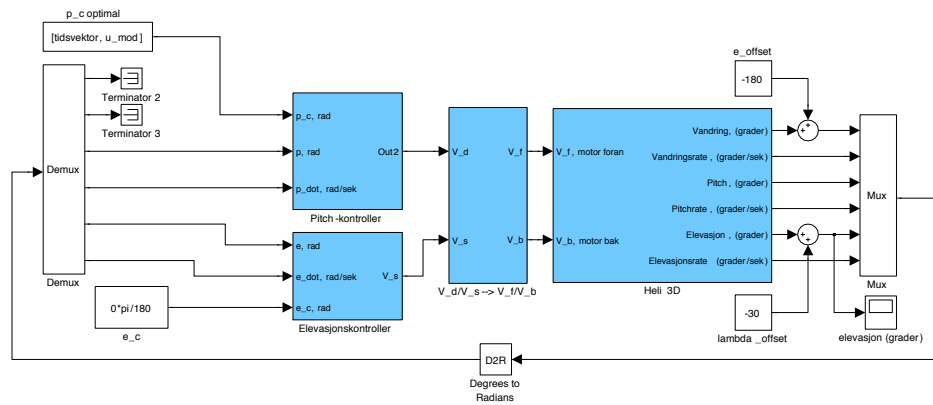 p_c optimal
[tidsvektor, u_mod ]
Terminator 2
Terminator 3
Demux
Demux
p_c, rad
p, rad
p_dot, rad/sek
Out2
Pitch -kontroller
e, rad
e_dot, rad/sek
e_c, rad
V_s
Elevasjonskontroller
0*pi/180
e_c
V_d
V_s
V_f
V_b
V_d/V_s --> V_f/V_b
V_f , motor foran
V_b, motor bak
Vandring, (grader)
Vandringsrate , (grader/sek)
Pitch , (grader)
Pitchrate , (grader/sek)
Elevasjon , (grader)
Elevasjonsrate (grader/sek)
Heli 3D
e_offset
-180
+
+
+
+
-30
lambda _offset
Mux
Mux
elevasjon (grader)
D2R
Degrees to
Radians